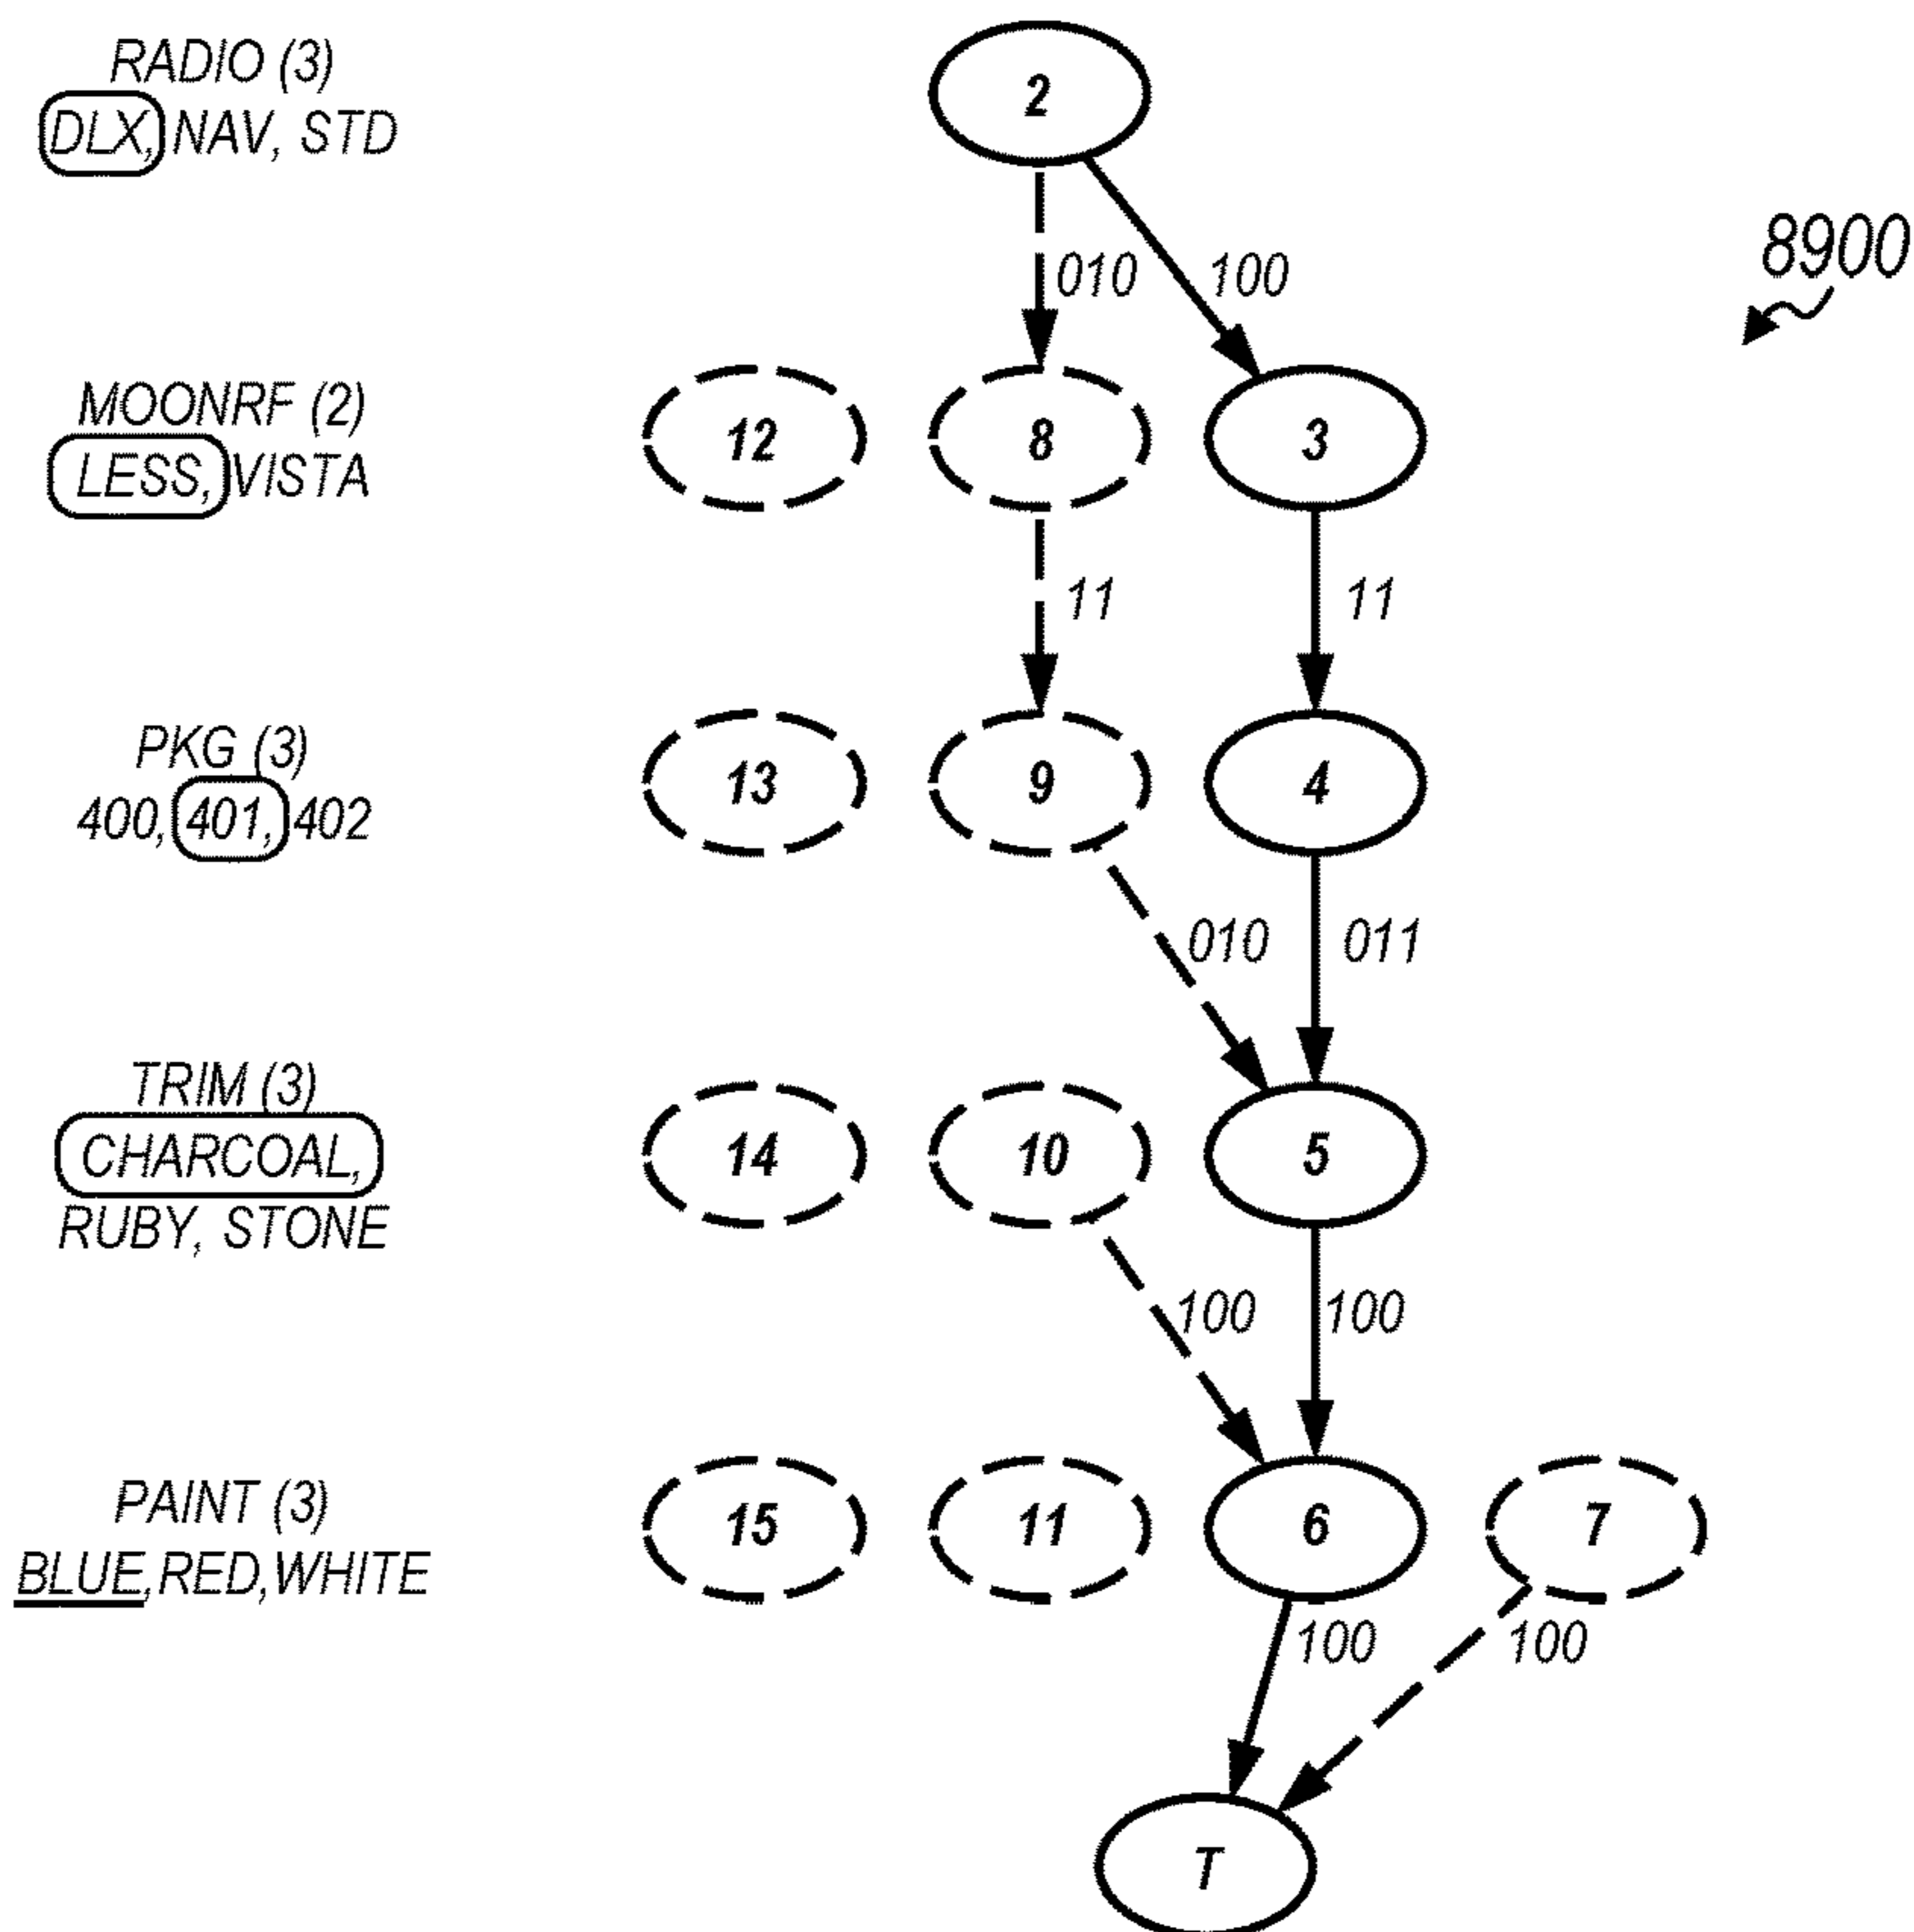 RADIO (3)
DLX, NAV, STD
2
8900
010
100
MOONRF (2)
LESS, VISTA
12
8
3
11
11
PKG (3)
400, 401, 402
13
9
4
010
011
TRIM (3)
CHARCOAL,
RUBY, STONE
14
10
5
100
100
PAINT (3)
BLUE, RED, WHITE
15
11
6
7
100
100
T